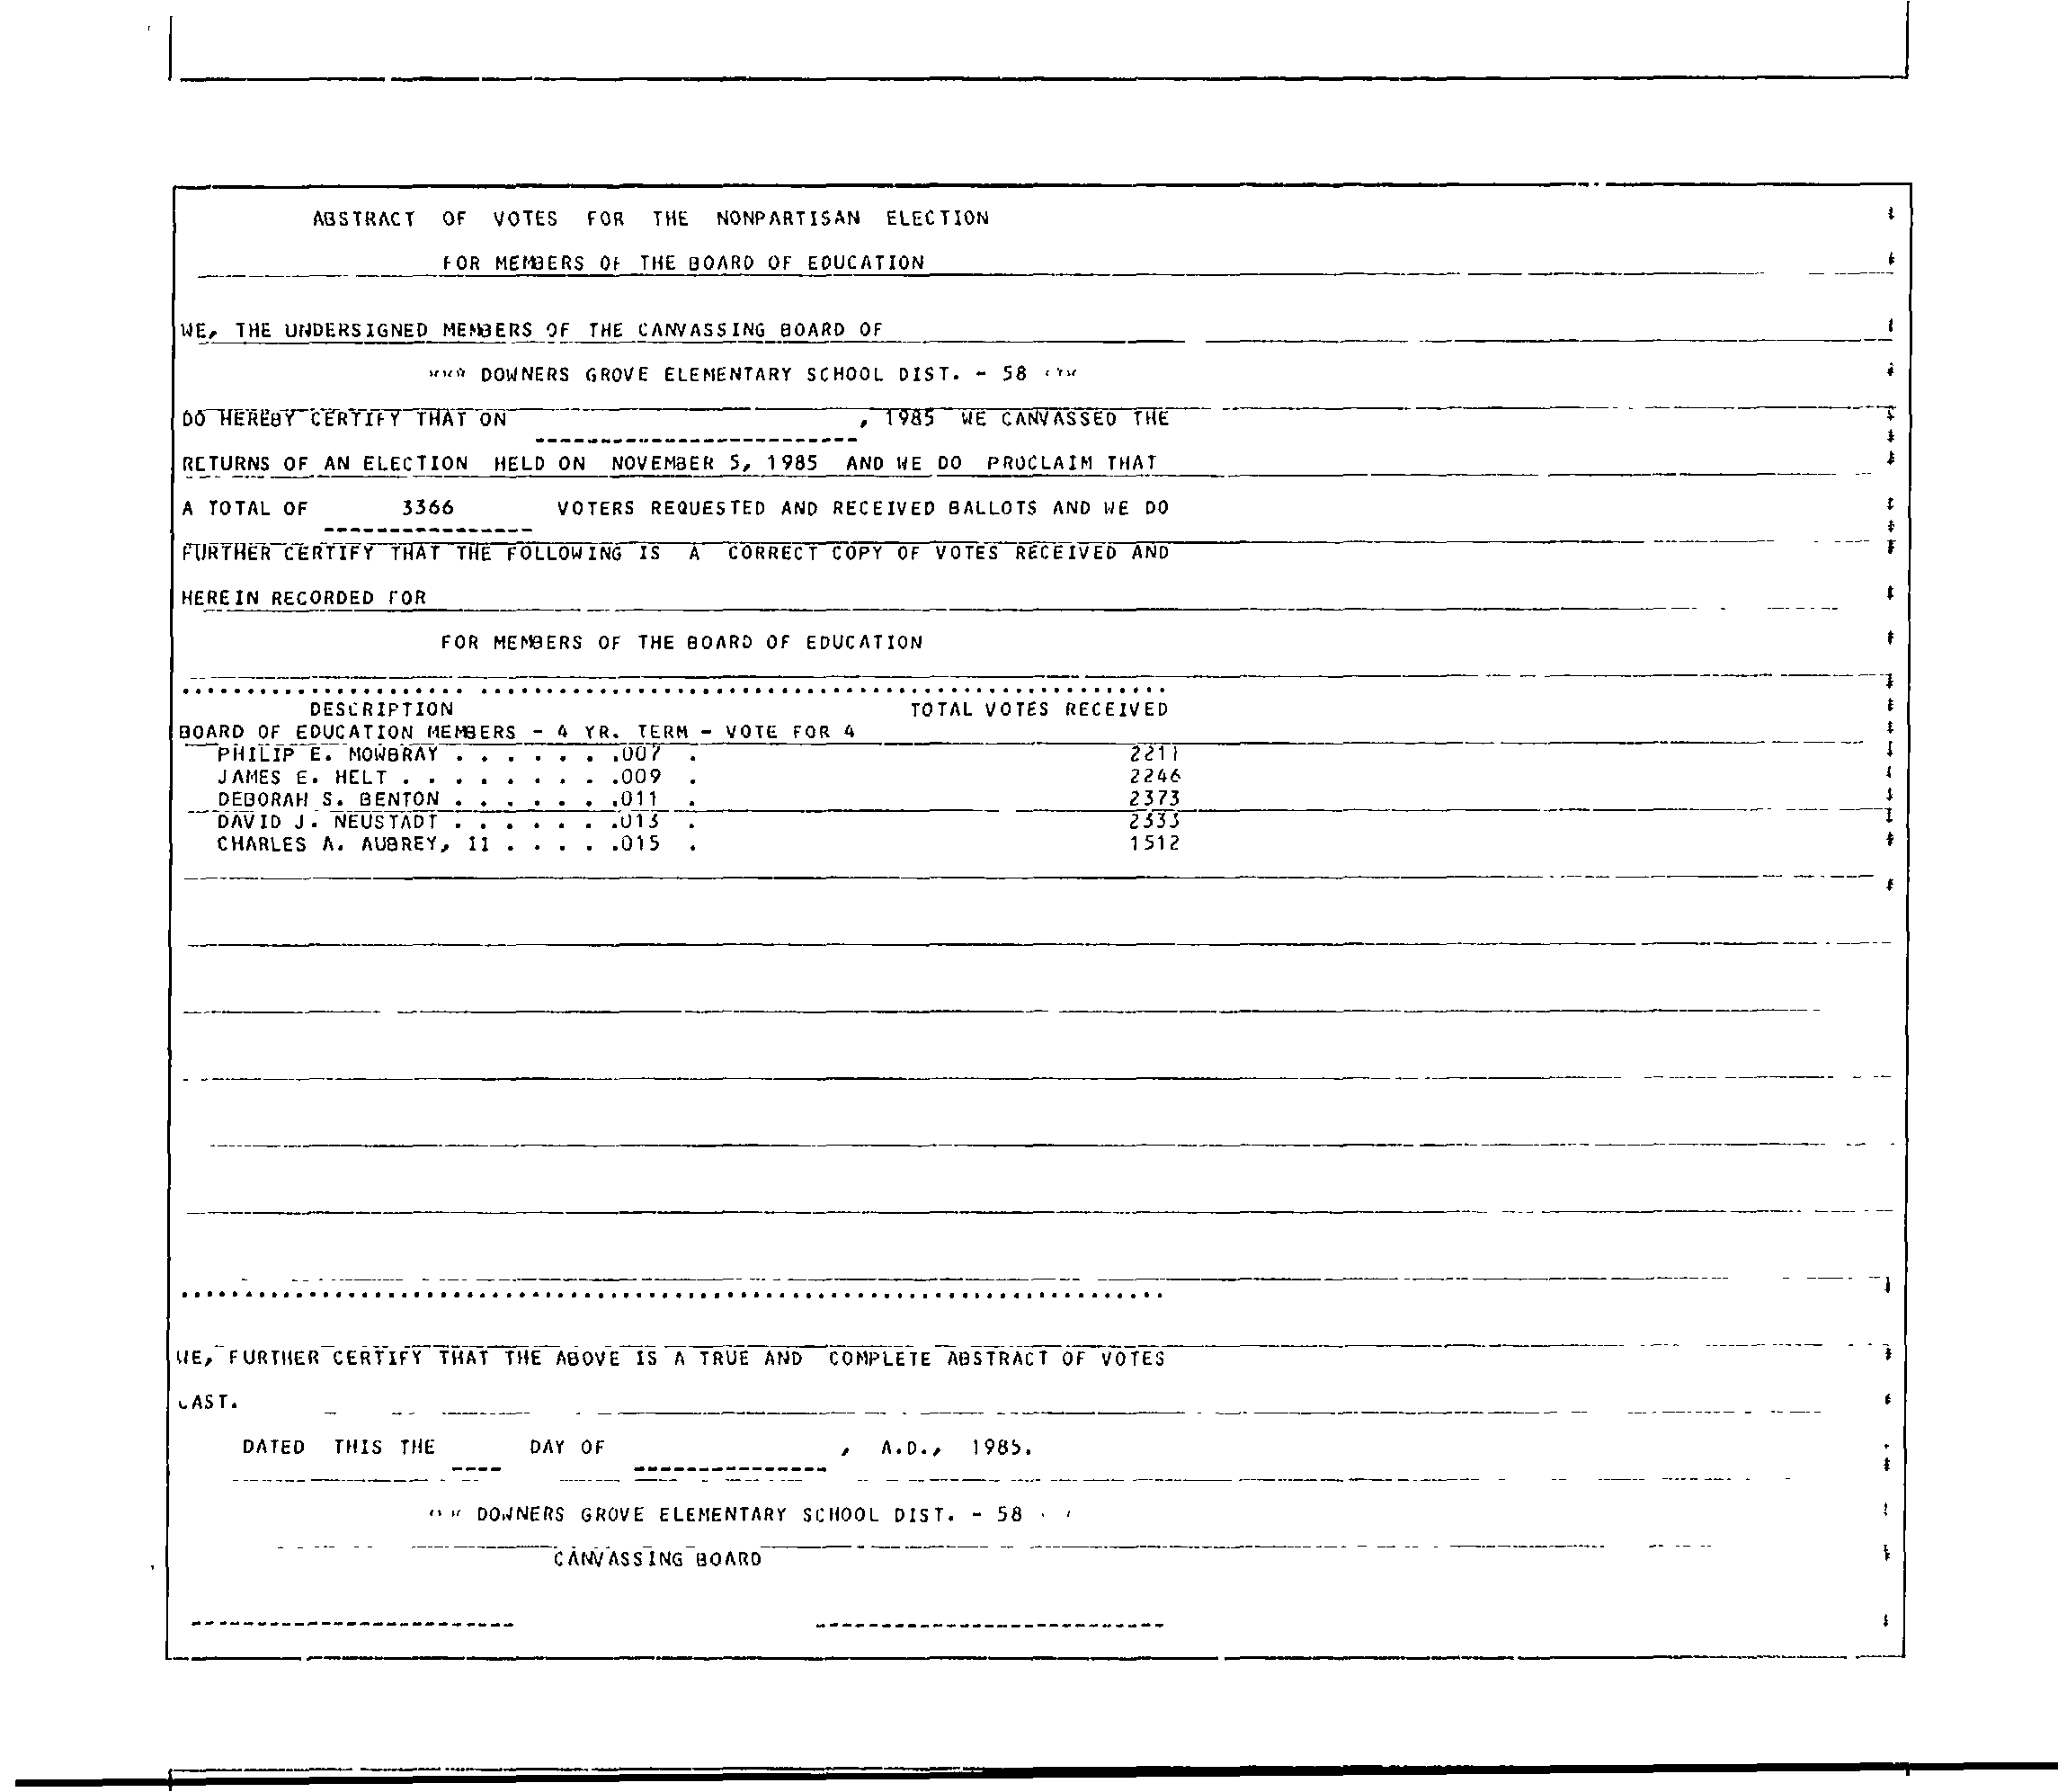 ABSTRACT OF VOTES FOR THE NONPARTISAN ELECTION
FOR MEMBERS OF THE BOARD OF EDUCATION
WE, THE UNDERSIGNED MEMBERS OF THE CANVASSING BOARD OF
*** DOWNERS GROVE ELEMENTARY SCHOOL DIST. - 58 ***
DO HEREBY CERTIFY THAT ON , 1985 WE CANVASSED THE
RETURNS OF AN ELECTION HELD ON NOVEMBER 5, 1985 AND WE DO PROCLAIM THAT
A TOTAL OF 3366 VOTERS REQUESTED AND RECEIVED BALLOTS AND WE DO
FURTHER CERTIFY THAT THE FOLLOWING IS A CORRECT COPY OF VOTES RECEIVED AND
HEREIN RECORDED FOR
FOR MEMBERS OF THE BOARD OF EDUCATION
DESCRIPTION TOTAL VOTES RECEIVED
BOARD OF EDUCATION MEMBERS - 4 YR. TERM - VOTE FOR 4
PHILIP E. MOWBRAY . . . . . . .007 . 2211
JAMES E. HELT . . . . . . . . .009 . 2246
DEBORAH S. BENTON . . . . . . .011 . 2373
DAVID J. NEUSTADT . . . . . . .013 . 2333
CHARLES A. AUBREY, II . . . . .015 . 1512
WE, FURTHER CERTIFY THAT THE ABOVE IS A TRUE AND COMPLETE ABSTRACT OF VOTES
CAST.
DATED THIS THE DAY OF , A.D., 1985.
DOWNERS GROVE ELEMENTARY SCHOOL DIST. - 58
CANVASSING BOARD